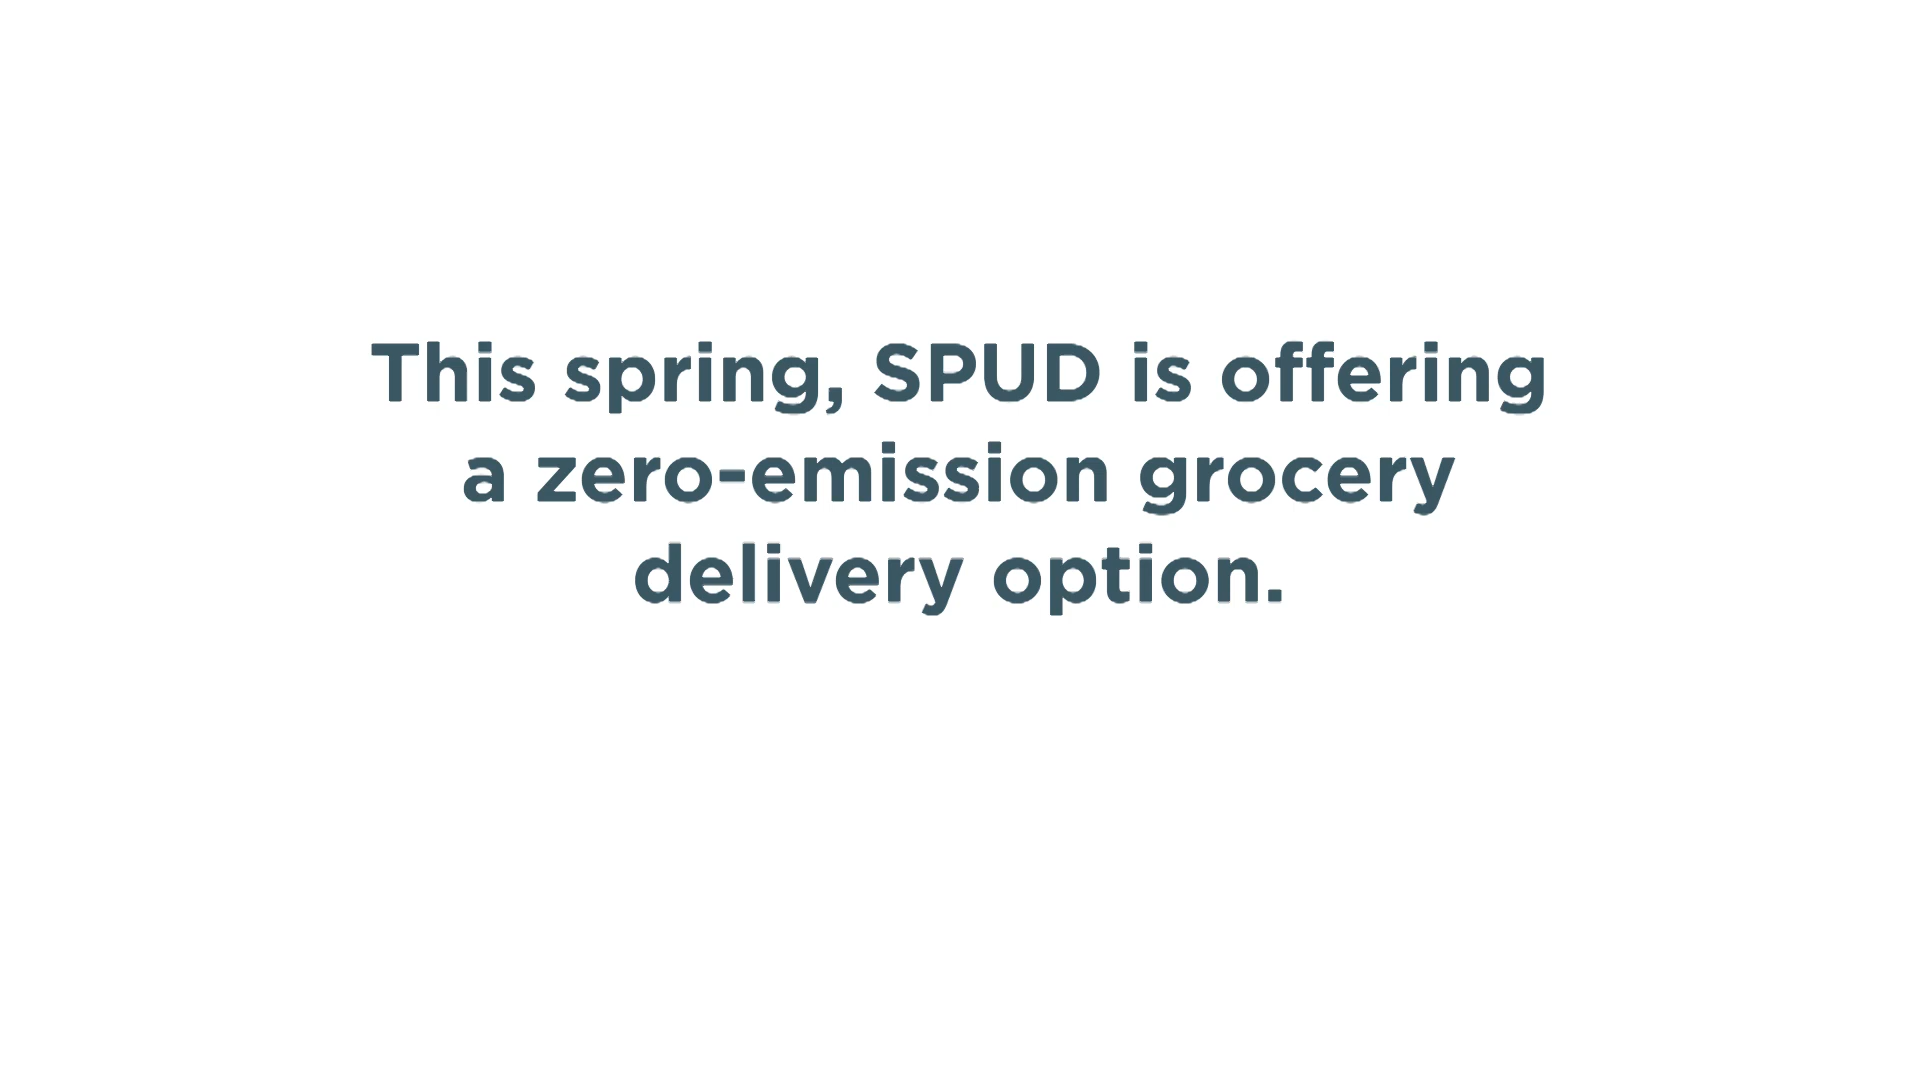 This spring, SPUD is offering
a zero-emission grocery
delivery option.